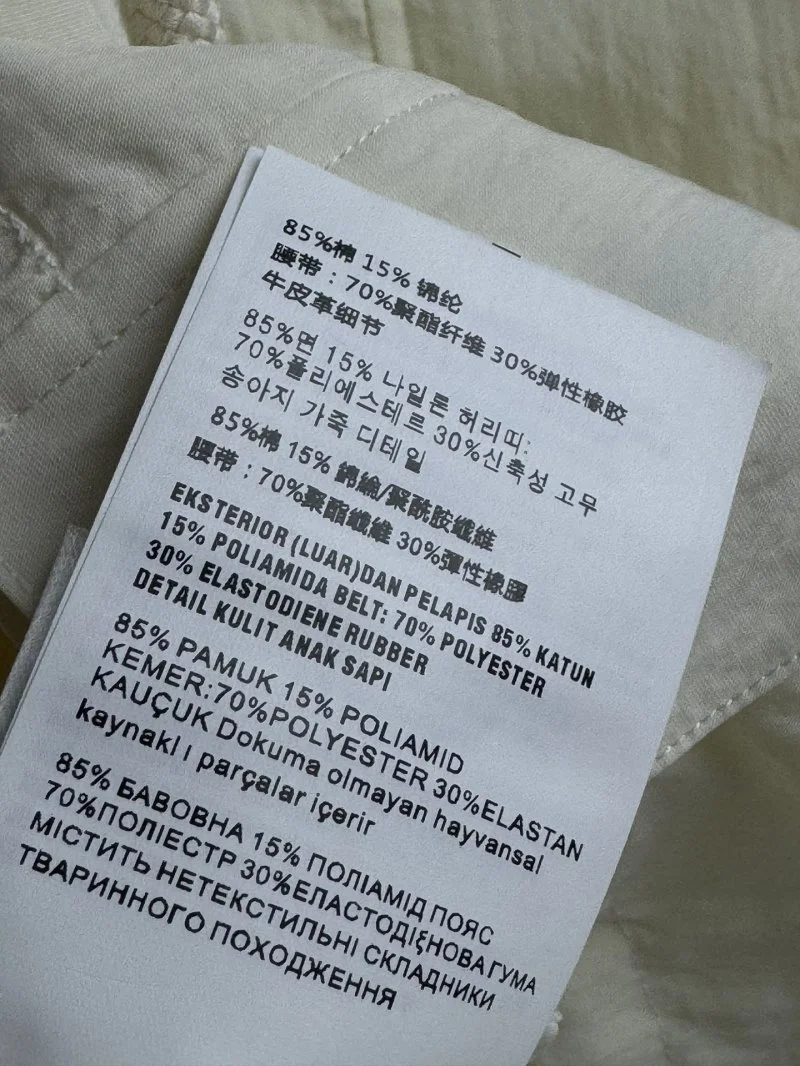 85%棉 15% 锦纶
腰带：70%聚酯纤维 30%弹性橡胶
牛皮革细节
85%면 15% 나일론 허리띠:
70%폴리에스테르 30%신축성 고무
송아지 가죽 디테일
85%棉 15% 錦綸/聚酰胺纖維
腰带：70%聚酯纖維 30%彈性橡膠
EKSTERIOR (LUAR)DAN PELAPIS 85% KATUN
15% POLIAMIDA BELT: 70% POLYESTER
30% ELASTODIENE RUBBER
DETAIL KULIT ANAK SAPI
85% PAMUK 15% POLIAMID
KEMER:70%POLYESTER 30%ELASTAN
KAUÇUK Dokuma olmayan hayvansal
kaynakl ı parçalar içerir
85% БАВОВНА 15% ПОЛІАМІД ПОЯС
70%ПОЛІЕСТР 30%ЕЛАСТОДІξНОВА ГУМА
МІСТИТЬ НЕТЕКСТИЛЬНІ СКЛАДНИКИ
ТВАРИННОГО ПОХОДЖЕННЯ